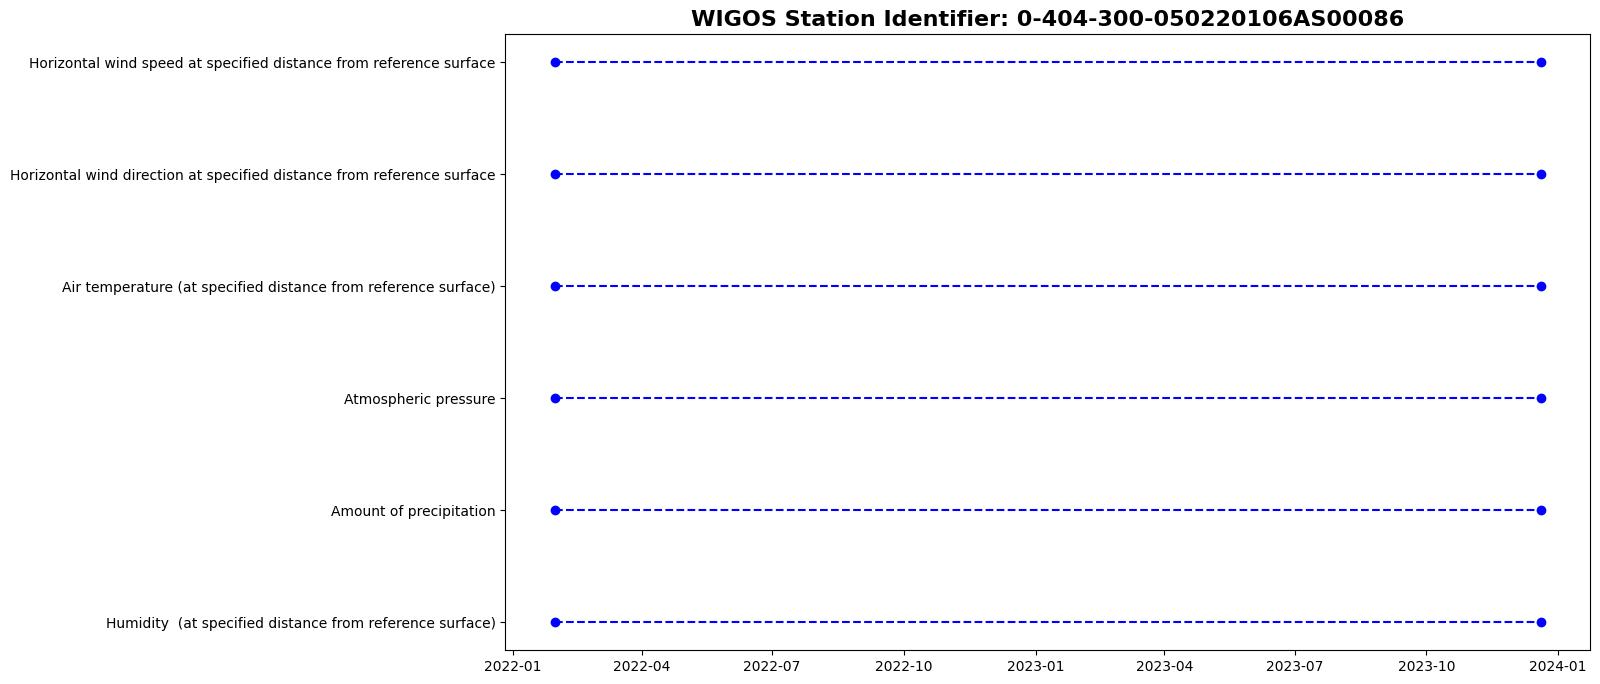 WIGOS Station Identifier: 0-404-300-050220106AS00086
Horizontal wind speed at specified distance from reference surface
Horizontal wind direction at specified distance from reference surface
Air temperature (at specified distance from reference surface)
Atmospheric pressure
Amount of precipitation
Humidity  (at specified distance from reference surface)
2022-01 2022-04 2022-07 2022-10 2023-01 2023-04 2023-07 2023-10 2024-01